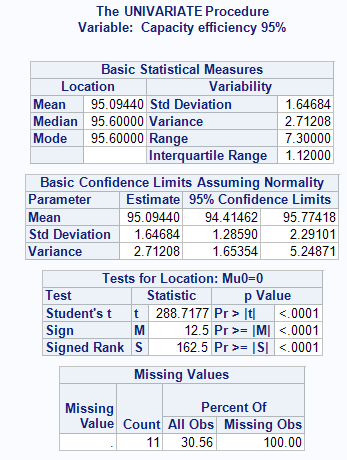 The UNIVARIATE Procedure
Variable: Capacity efficiency 95%
Basic Statistical Measures
Location Variability
Mean 95.09440 Std Deviation 1.64684
Median 95.60000 Variance 2.71208
Mode 95.60000 Range 7.30000
Interquartile Range 1.12000
Basic Confidence Limits Assuming Normality
Parameter Estimate 95% Confidence Limits
Mean 95.09440 94.41462 95.77418
Std Deviation 1.64684 1.28590 2.29101
Variance 2.71208 1.65354 5.24871
Tests for Location: Mu0=0
Test Statistic p Value
Student's t t 288.7177 Pr > |t| <.0001
Sign M 12.5 Pr >= |M| <.0001
Signed Rank S 162.5 Pr >= |S| <.0001
Missing Values
Missing Value Count Percent Of
All Obs Missing Obs
. 11 30.56 100.00